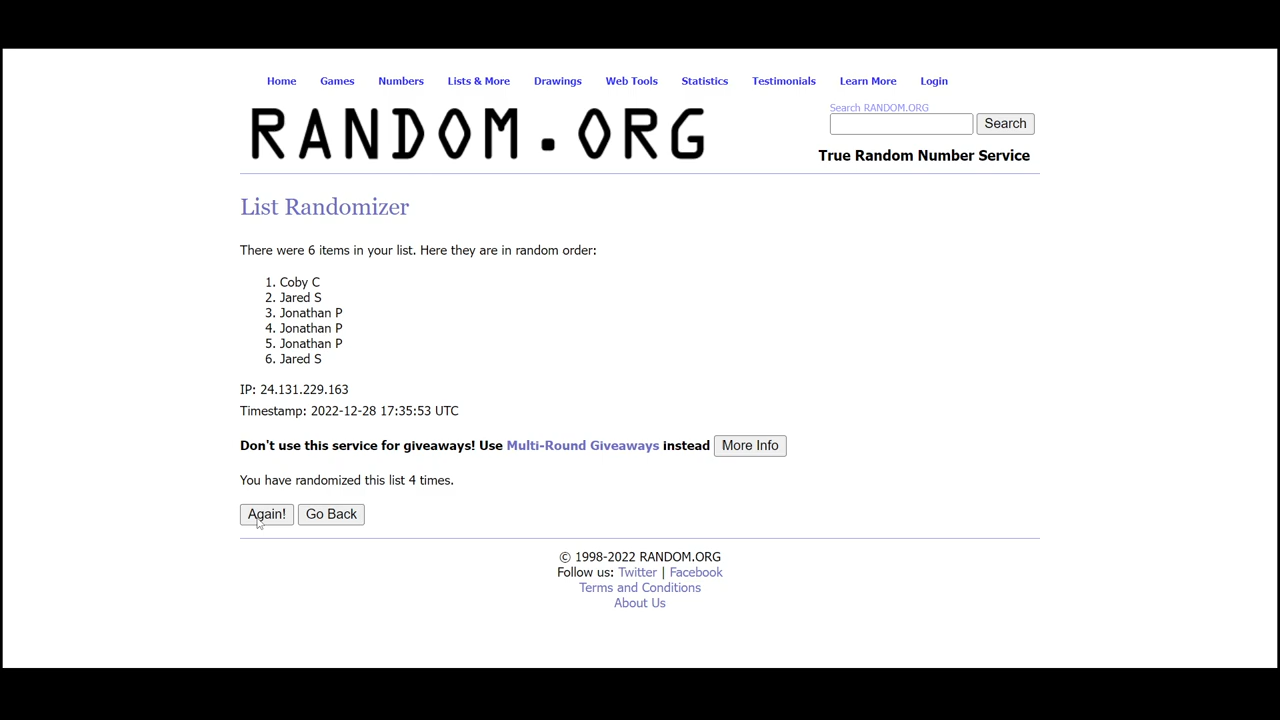 Home Games Numbers Lists & More Drawings Web Tools Statistics Testimonials Learn More Login
RANDOM.ORG
Search RANDOM.ORG
Search
True Random Number Service
List Randomizer
There were 6 items in your list. Here they are in random order:
1. Coby C
2. Jared S
3. Jonathan P
4. Jonathan P
5. Jonathan P
6. Jared S
IP: 24.131.229.163
Timestamp: 2022-12-28 17:35:53 UTC
Don't use this service for giveaways! Use Multi-Round Giveaways instead More Info
You have randomized this list 4 times.
Again! Go Back
© 1998-2022 RANDOM.ORG
Follow us: Twitter | Facebook
Terms and Conditions
About Us